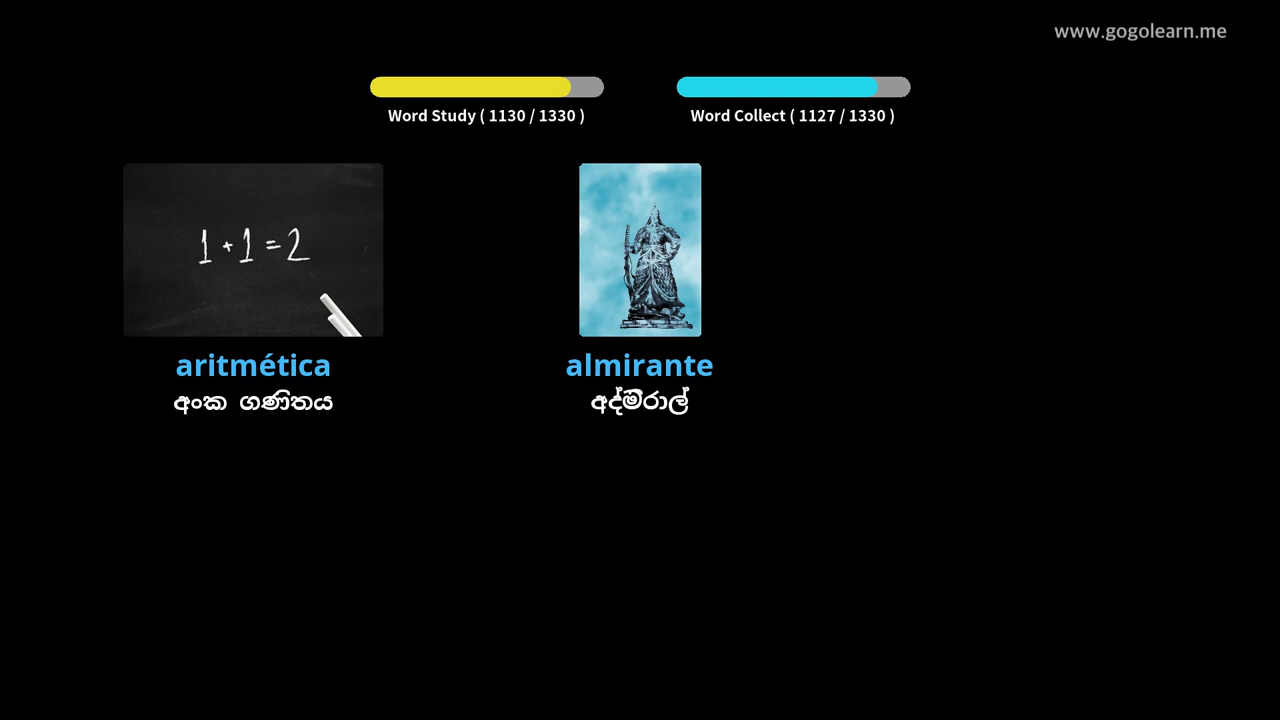 www.gogolearn.me
Word Study ( 1130 / 1330 )
Word Collect ( 1127 / 1330 )
1 + 1 = 2
aritmética
අංක ගණිතය
almirante
අද්මිරාල්